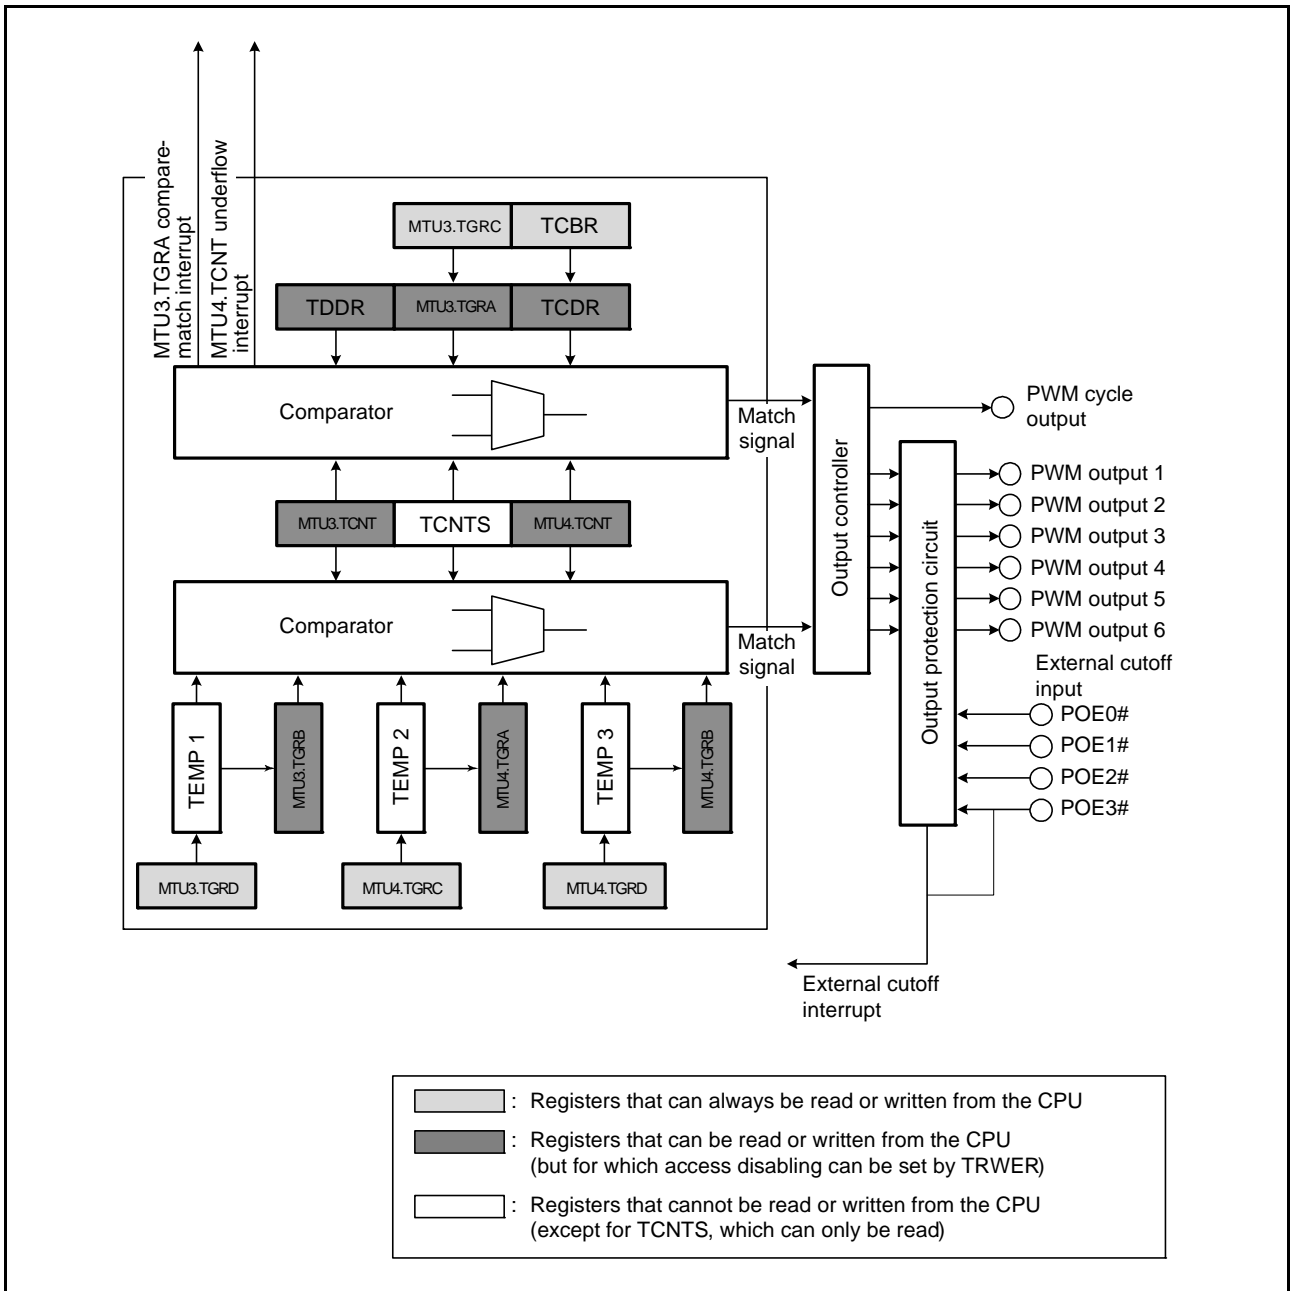 MTU3.TGRA compare-
match interrupt
MTU4.TCNT underflow
interrupt
MTU3.TGRC
TCBR
TDDR
MTU3.TGRA
TCDR
Comparator
Match
signal
MTU3.TCNT
TCNTS
MTU4.TCNT
Comparator
Match
signal
TEMP 1
MTU3.TGRB
TEMP 2
MTU4.TGRA
TEMP 3
MTU4.TGRB
MTU3.TGRD
MTU4.TGRC
MTU4.TGRD
Output controller
Output protection circuit
PWM cycle
output
PWM output 1
PWM output 2
PWM output 3
PWM output 4
PWM output 5
PWM output 6
External cutoff
input
POE0#
POE1#
POE2#
POE3#
External cutoff
interrupt
: Registers that can always be read or written from the CPU
: Registers that can be read or written from the CPU
(but for which access disabling can be set by TRWER)
: Registers that cannot be read or written from the CPU
(except for TCNTS, which can only be read)